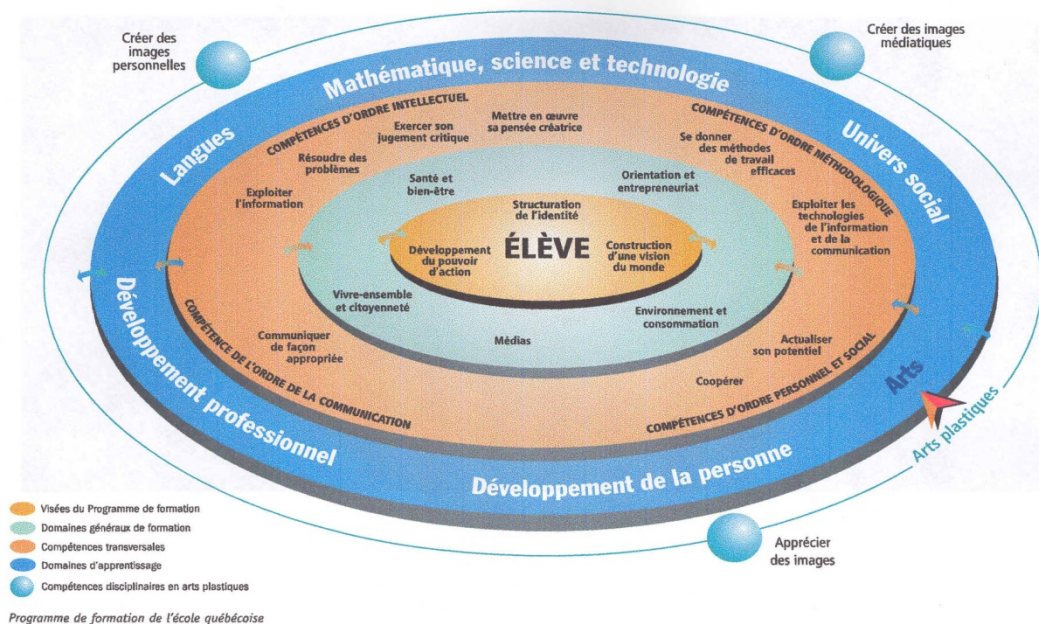 Créer des
images
personnelles
Créer des images
médiatiques
Mathématique, science et technologie
Langues
Univers social
COMPÉTENCES D'ORDRE INTELLECTUEL
COMPÉTENCES D'ORDRE MÉTHODOLOGIQUE
Mettre en œuvre
sa pensée créatrice
Exercer son
jugement critique
Se donner
des méthodes
de travail
efficaces
Résoudre des
problèmes
Exploiter
l'information
Santé et
bien-être
Orientation et
entrepreneuriat
Exploiter les
technologies
de l'information
et de la
communication
Structuration
de l'identité
ÉLÈVE
Développement
du pouvoir
d'action
Construction
d'une vision
du monde
Vivre-ensemble
et citoyenneté
Environnement et
consommation
Médias
Communiquer
de façon
appropriée
Actualiser
son potentiel
Coopérer
COMPÉTENCE DE L'ORDRE DE LA COMMUNICATION
COMPÉTENCES D'ORDRE PERSONNEL ET SOCIAL
Arts
Arts plastiques
Développement professionnel
Développement de la personne
Apprécier
des images
Visées du Programme de formation
Domaines généraux de formation
Compétences transversales
Domaines d'apprentissage
Compétences disciplinaires en arts plastiques
Programme de formation de l'école québécoise